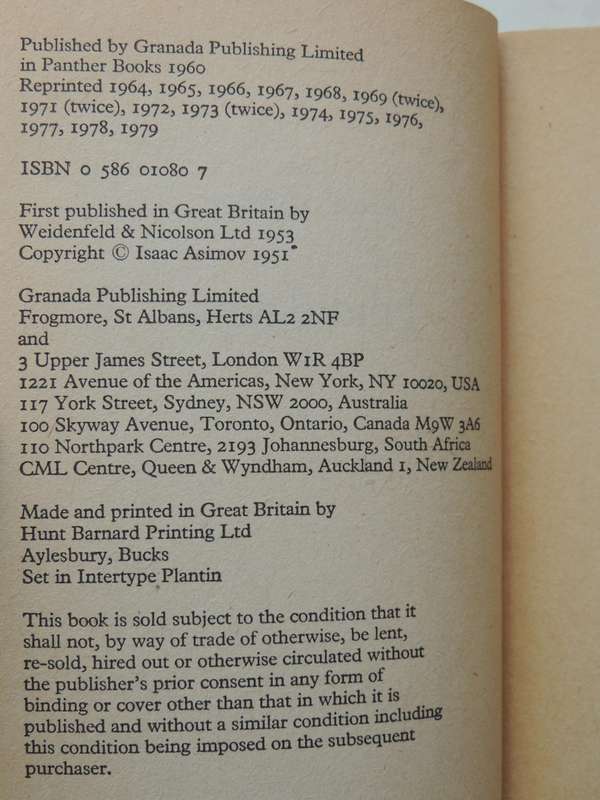 Published by Granada Publishing Limited
in Panther Books 1960
Reprinted 1964, 1965, 1966, 1967, 1968, 1969 (twice),
1971 (twice), 1972, 1973 (twice), 1974, 1975, 1976,
1977, 1978, 1979
ISBN 0 586 01080 7
First published in Great Britain by
Weidenfeld & Nicolson Ltd 1953
Copyright © Isaac Asimov 1951
Granada Publishing Limited
Frogmore, St Albans, Herts AL2 2NF
and
3 Upper James Street, London W1R 4BP
1221 Avenue of the Americas, New York, NY 10020, USA
117 York Street, Sydney, NSW 2000, Australia
100 Skyway Avenue, Toronto, Ontario, Canada M9W 3A6
110 Northpark Centre, 2193 Johannesburg, South Africa
CML Centre, Queen & Wyndham, Auckland 1, New Zealand
Made and printed in Great Britain by
Hunt Barnard Printing Ltd
Aylesbury, Bucks
Set in Intertype Plantin
This book is sold subject to the condition that it
shall not, by way of trade of otherwise, be lent,
re-sold, hired out or otherwise circulated without
the publisher's prior consent in any form of
binding or cover other than that in which it is
published and without a similar condition including
this condition being imposed on the subsequent
purchaser.